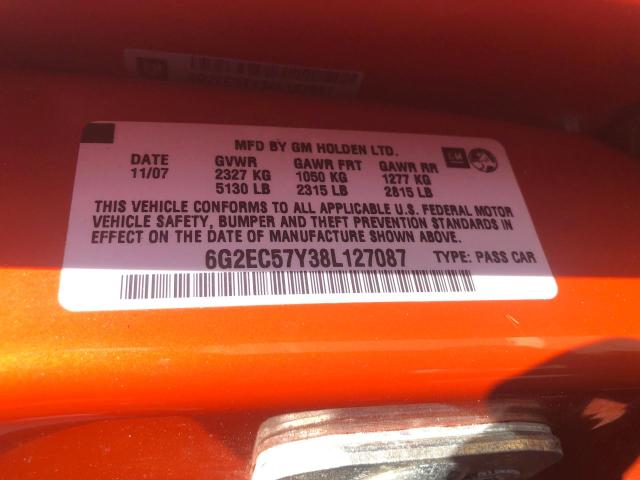 MFD BY GM HOLDEN LTD.
DATE GVWR GAWR FRT GAWR RR
11/07 2327 KG 1050 KG 1277 KG
5130 LB 2315 LB 2815 LB
GM
THIS VEHICLE CONFORMS TO ALL APPLICABLE U.S. FEDERAL MOTOR
VEHICLE SAFETY, BUMPER AND THEFT PREVENTION STANDARDS IN
EFFECT ON THE DATE OF MANUFACTURE SHOWN ABOVE.
6G2EC57Y38L127087 TYPE: PASS CAR